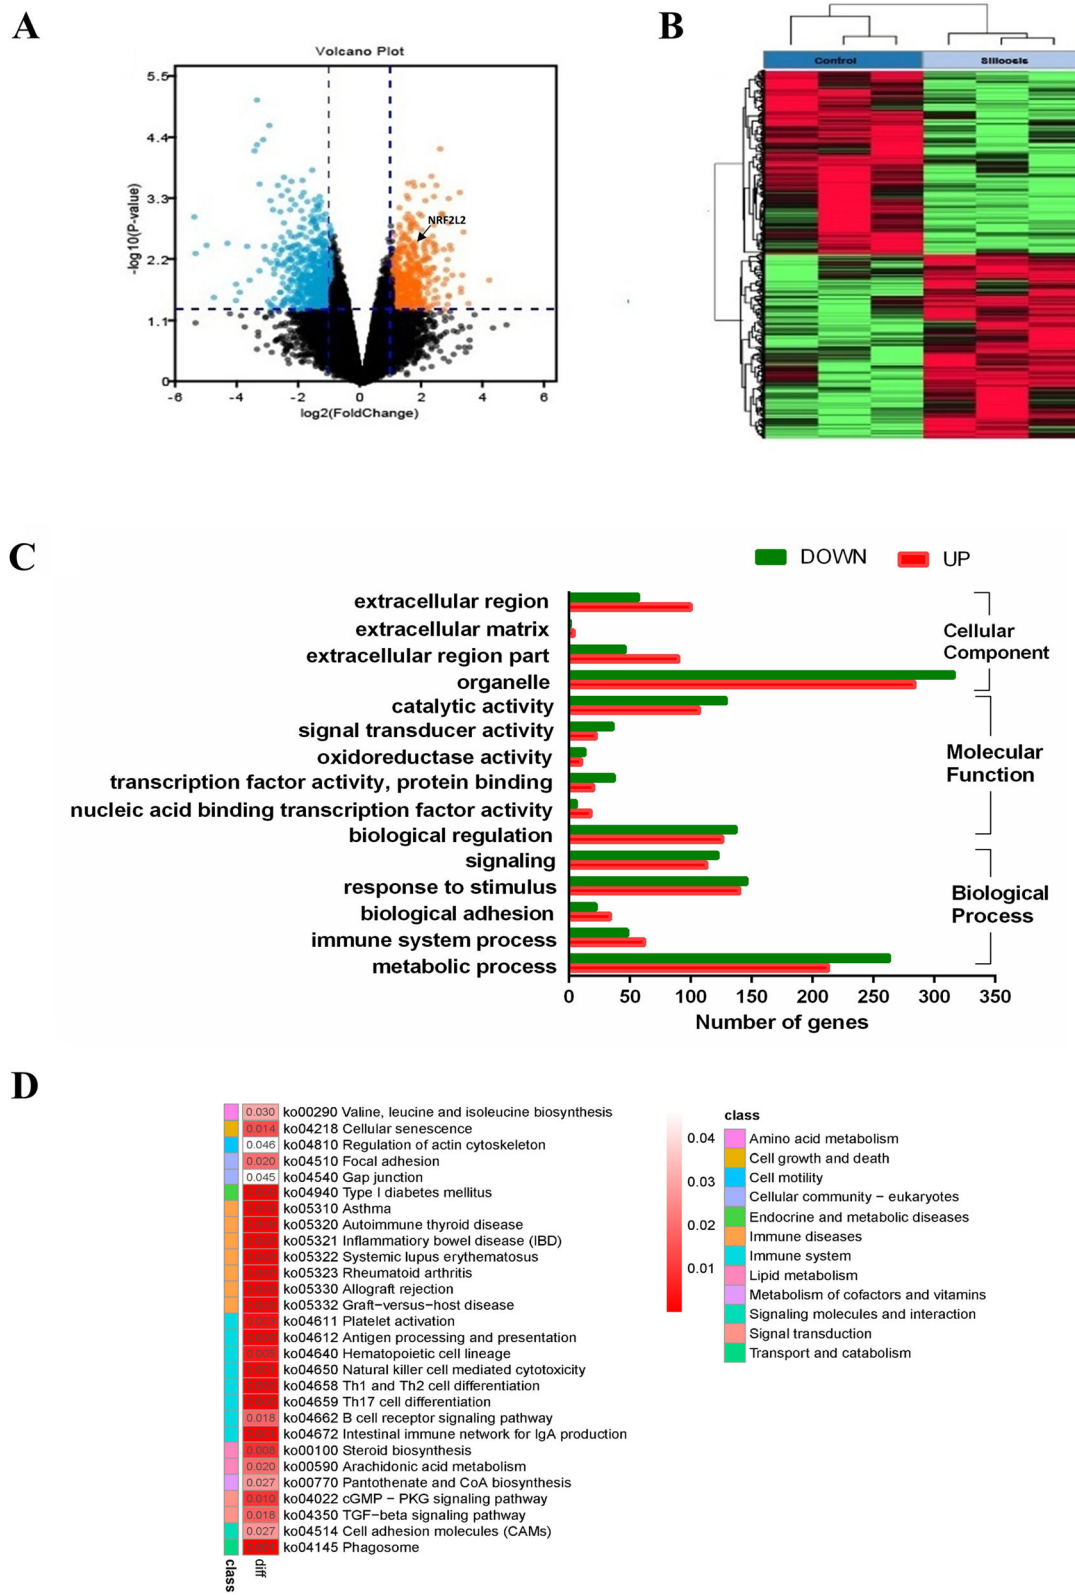 A
Volcano Plot
5.5
4.4
3.3
2.2
1.1
0
-log10(P-value)
NRF2L2
-6
-4
-2
0
2
4
6
log2(FoldChange)
B
Control
Silicosis
C
DOWN
UP
extracellular region
extracellular matrix
extracellular region part
organelle
Cellular
Component
catalytic activity
signal transducer activity
oxidoreductase activity
transcription factor activity, protein binding
nucleic acid binding transcription factor activity
biological regulation
Molecular
Function
signaling
response to stimulus
biological adhesion
immune system process
metabolic process
Biological
Process
0
50
100
150
200
250
300
350
Number of genes
D
0.030 ko00290 Valine, leucine and isoleucine biosynthesis
0.014 ko04218 Cellular senescence
0.046 ko04810 Regulation of actin cytoskeleton
0.020 ko04510 Focal adhesion
0.045 ko04540 Gap junction
ko04940 Type I diabetes mellitus
ko05310 Asthma
ko05320 Autoimmune thyroid disease
ko05321 Inflammatiory bowel disease (IBD)
ko05322 Systemic lupus erythematosus
ko05323 Rheumatoid arthritis
ko05330 Allograft rejection
ko05332 Graft−versus−host disease
0.003 ko04611 Platelet activation
ko04612 Antigen processing and presentation
ko04640 Hematopoietic cell lineage
0.001 ko04650 Natural killer cell mediated cytotoxicity
ko04658 Th1 and Th2 cell differentiation
ko04659 Th17 cell differentiation
0.018 ko04662 B cell receptor signaling pathway
0.001 ko04672 Intestinal immune network for IgA production
0.008 ko00100 Steroid biosynthesis
0.020 ko00590 Arachidonic acid metabolism
0.027 ko00770 Pantothenate and CoA biosynthesis
0.010 ko04022 cGMP − PKG signaling pathway
0.018 ko04350 TGF−beta signaling pathway
0.027 ko04514 Cell adhesion molecules (CAMs)
0.001 ko04145 Phagosome
class
diff
0.04
0.03
0.02
0.01
class
Amino acid metabolism
Cell growth and death
Cell motility
Cellular community − eukaryotes
Endocrine and metabolic diseases
Immune diseases
Immune system
Lipid metabolism
Metabolism of cofactors and vitamins
Signaling molecules and interaction
Signal transduction
Transport and catabolism